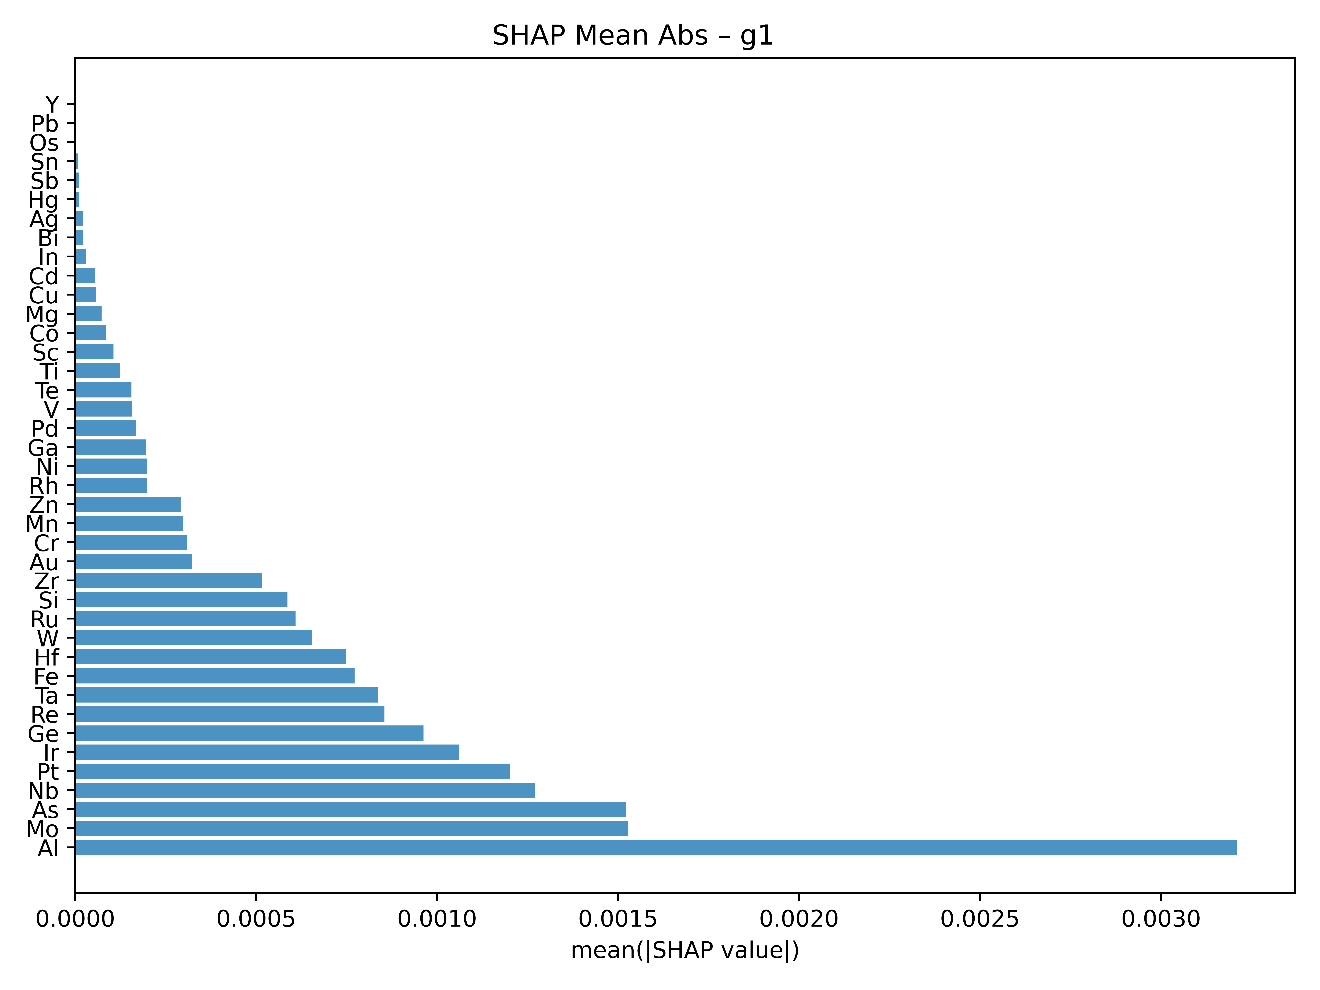 SHAP Mean Abs – g1
Y
Pb
Os
Sn
Sb
Hg
Ag
Bi
In
Cd
Cu
Mg
Co
Sc
Ti
Te
V
Pd
Ga
Ni
Rh
Zn
Mn
Cr
Au
Zr
Si
Ru
W
Hf
Fe
Ta
Re
Ge
Ir
Pt
Nb
As
Mo
Al
0.0000 0.0005 0.0010 0.0015 0.0020 0.0025 0.0030
mean(|SHAP value|)